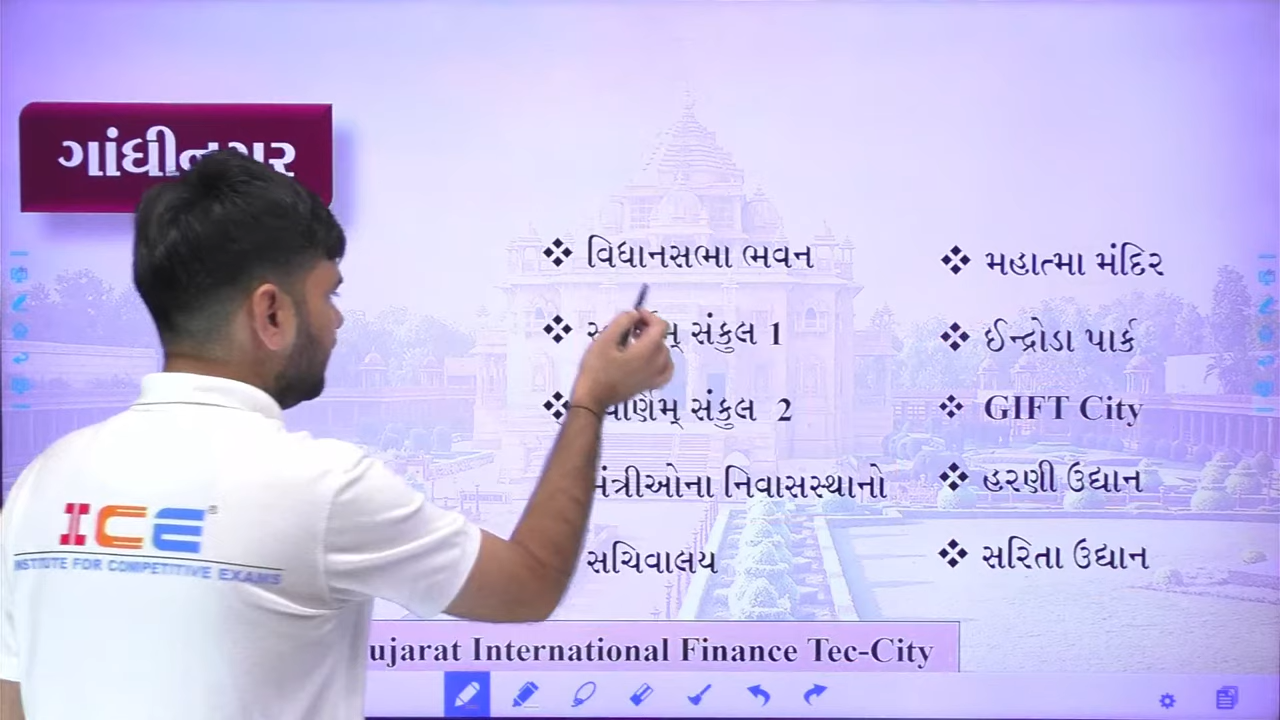 ગાંધીનગર
વિધાનસભા ભવન
સંકુલ 1
સંકુલ 2
મંત્રીઓના નિવાસસ્થાનો
સચિવાલય
મહાત્મા મંદિર
ઈન્દ્રોડા પાર્ક
GIFT City
હરણી ઉદ્યાન
સરિતા ઉદ્યાન
International Finance Tec-City
ICE
INSTITUTE FOR COMPETITIVE EXAMS